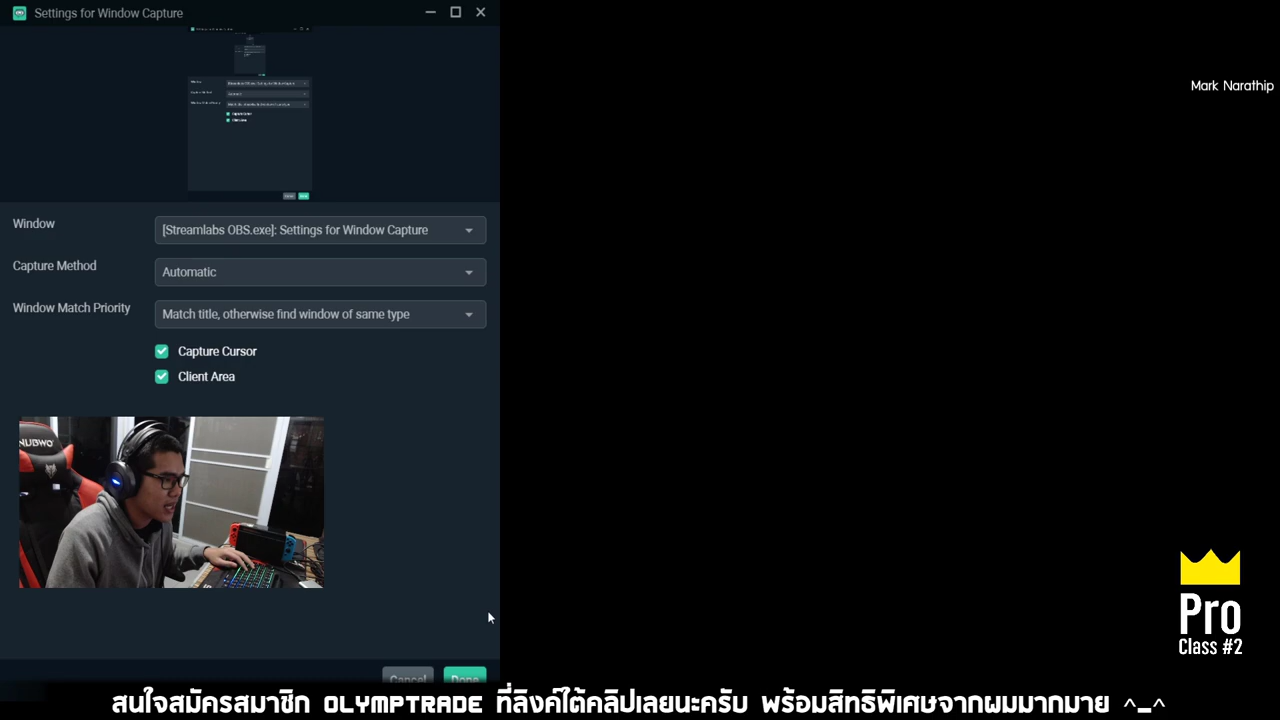 Settings for Window Capture
Mark Narathip
Window
[Streamlabs OBS.exe]: Settings for Window Capture
Capture Method
Automatic
Window Match Priority
Match title, otherwise find window of same type
Capture Cursor
Client Area
NUBWO
Pro
Class #2
Cancel
Done
สนใจสมัครสมาชิก OLYMPTRADE ที่ลิงค์ใต้คลิปเลยนะครับ พร้อมสิทธิพิเศษจากผมมากมาย ^_^